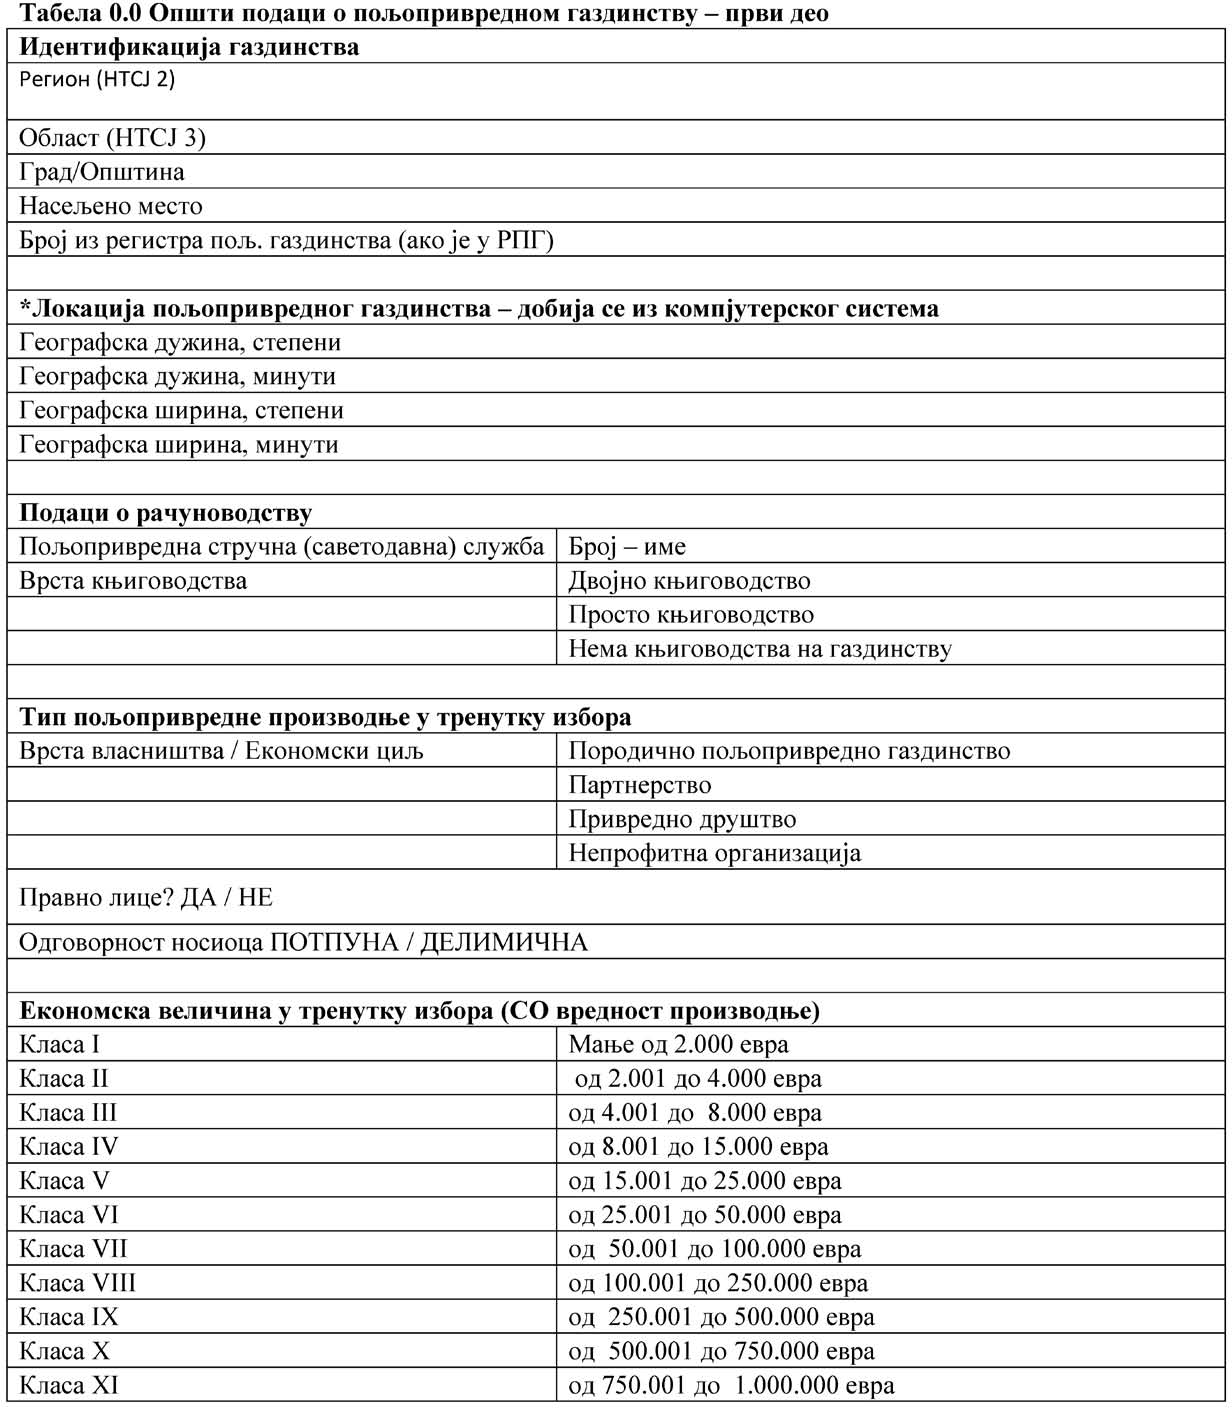 Табела 0.0 Општи подаци о пољопривредном газдинству – први део
Идентификација газдинства
Регион (НТСЈ 2)
Област (НТСЈ 3)
Град/Општина
Насељено место
Број из регистра пољ. газдинства (ако је у РПГ)
*Локација пољопривредног газдинства – добија се из компјутерског система
Географска дужина, степени
Географска дужина, минути
Географска ширина, степени
Географска ширина, минути
Подаци о рачуноводству
Пољопривредна стручна (саветодавна) служба Број – име
Врста књиговодства Двојно књиговодство
Просто књиговодство
Нема књиговодства на газдинству
Тип пољопривредне производње у тренутку избора
Врста власништва / Економски циљ Породично пољопривредно газдинство
Партнерство
Привредно друштво
Непрофитна организација
Правно лице? ДА / НЕ
Одговорност носиоца ПОТПУНА / ДЕЛИМИЧНА
Економска величина у тренутку избора (СО вредност производње)
Класа I Мање од 2.000 евра
Класа II од 2.001 до 4.000 евра
Класа III од 4.001 до 8.000 евра
Класа IV од 8.001 до 15.000 евра
Класа V од 15.001 до 25.000 евра
Класа VI од 25.001 до 50.000 евра
Класа VII од 50.001 до 100.000 евра
Класа VIII од 100.001 до 250.000 евра
Класа IX од 250.001 до 500.000 евра
Класа X од 500.001 до 750.000 евра
Класа XI од 750.001 до 1.000.000 евра